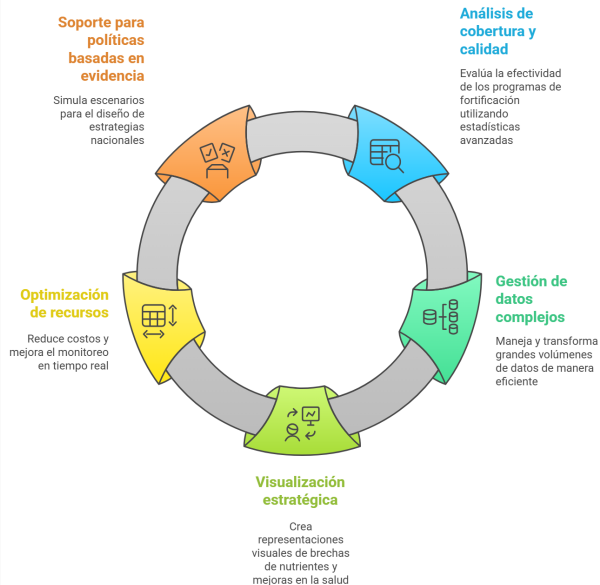 Soporte para
políticas
basadas en
evidencia
Simula escenarios
para el diseño de
estrategias
nacionales
Análisis de
cobertura y
calidad
Evalúa la efectividad
de los programas de
fortificación
utilizando
estadísticas
avanzadas
Optimización
de recursos
Reduce costos y
mejora el monitoreo
en tiempo real
Gestión de
datos
complejos
Maneja y transforma
grandes volúmenes
de datos de manera
eficiente
Visualización
estratégica
Crea
representaciones
visuales de brechas
de nutrientes y
mejoras en la salud